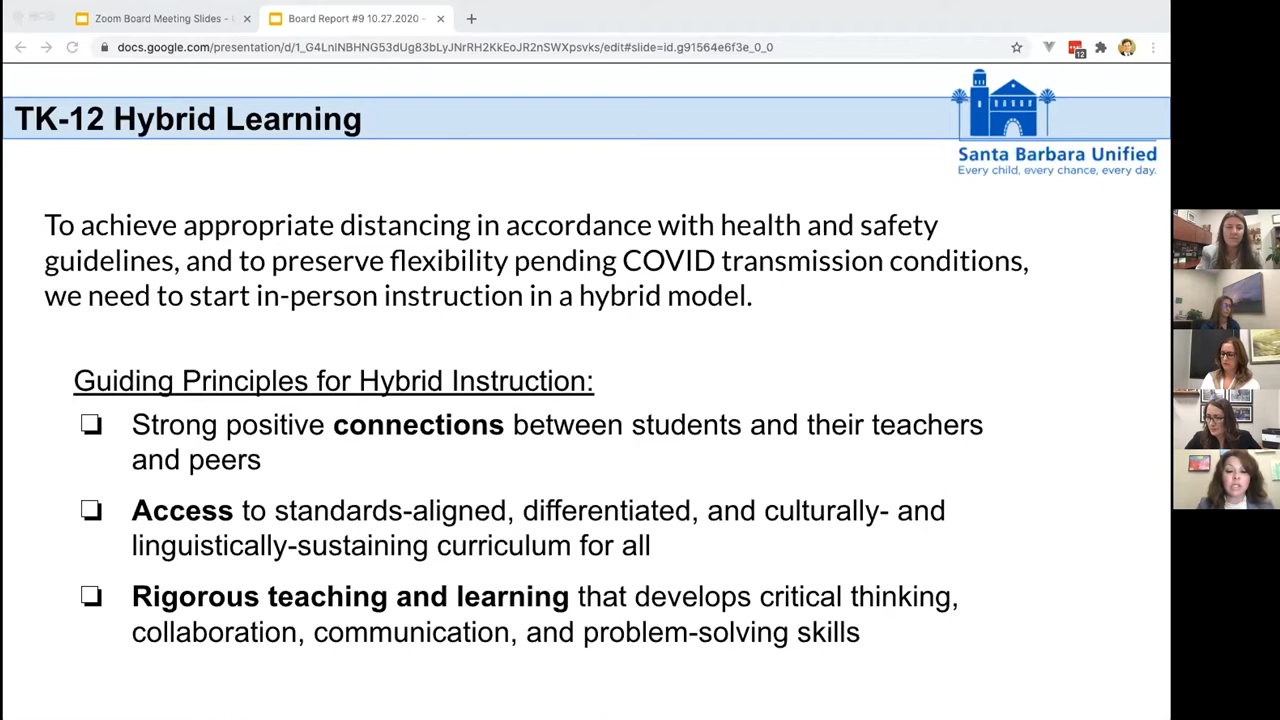 Zoom Board Meeting Slides -
Board Report #9 10.27.2020 -
docs.google.com/presentation/d/1_G4LnINBHNG53dUg83bLyJNrRH2KkEoJR2nSWXpsvks/edit#slide=id.g91564e6f3e_0_0
12
TK-12 Hybrid Learning
Santa Barbara Unified
Every child, every chance, every day.
To achieve appropriate distancing in accordance with health and safety
guidelines, and to preserve flexibility pending COVID transmission conditions,
we need to start in-person instruction in a hybrid model.
Guiding Principles for Hybrid Instruction:
Strong positive connections between students and their teachers
and peers
Access to standards-aligned, differentiated, and culturally- and
linguistically-sustaining curriculum for all
Rigorous teaching and learning that develops critical thinking,
collaboration, communication, and problem-solving skills